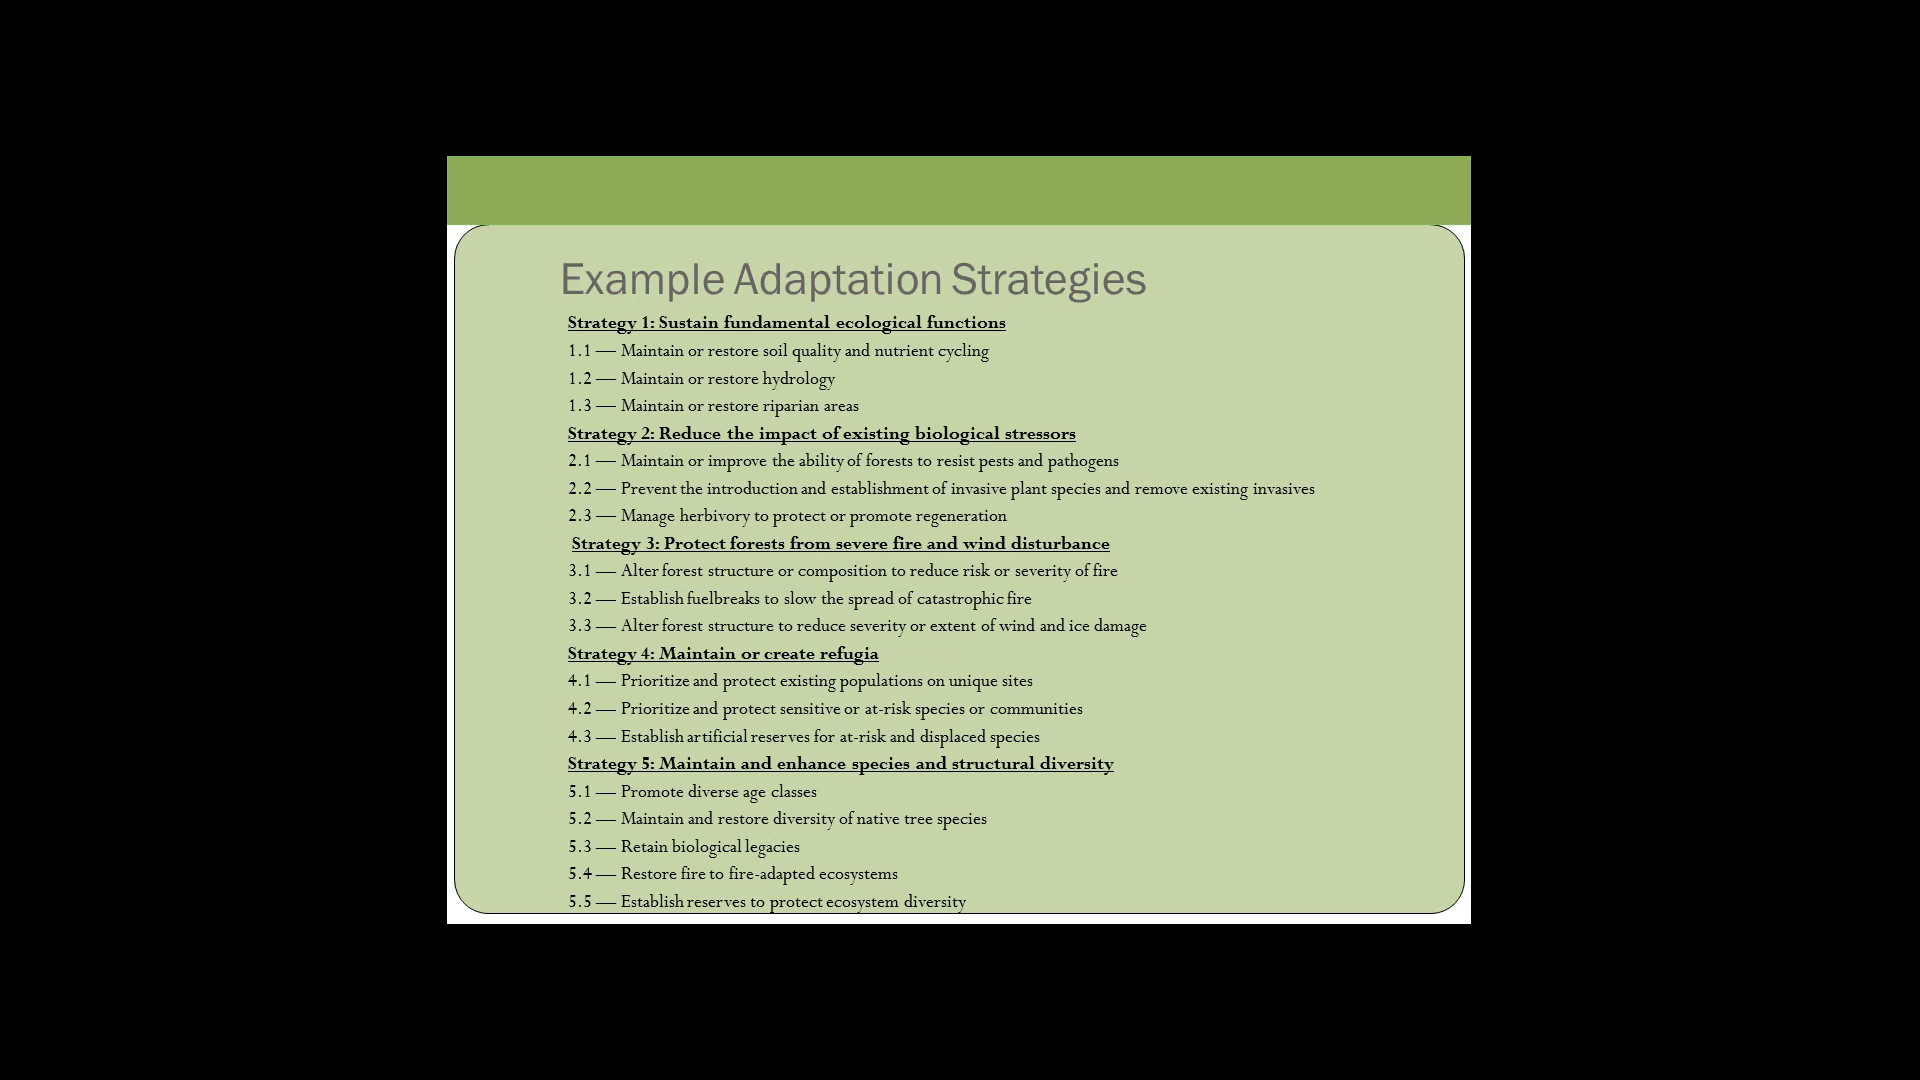 Example Adaptation Strategies
Strategy 1: Sustain fundamental ecological functions
1.1 — Maintain or restore soil quality and nutrient cycling
1.2 — Maintain or restore hydrology
1.3 — Maintain or restore riparian areas
Strategy 2: Reduce the impact of existing biological stressors
2.1 — Maintain or improve the ability of forests to resist pests and pathogens
2.2 — Prevent the introduction and establishment of invasive plant species and remove existing invasives
2.3 — Manage herbivory to protect or promote regeneration
Strategy 3: Protect forests from severe fire and wind disturbance
3.1 — Alter forest structure or composition to reduce risk or severity of fire
3.2 — Establish fuelbreaks to slow the spread of catastrophic fire
3.3 — Alter forest structure to reduce severity or extent of wind and ice damage
Strategy 4: Maintain or create refugia
4.1 — Prioritize and protect existing populations on unique sites
4.2 — Prioritize and protect sensitive or at-risk species or communities
4.3 — Establish artificial reserves for at-risk and displaced species
Strategy 5: Maintain and enhance species and structural diversity
5.1 — Promote diverse age classes
5.2 — Maintain and restore diversity of native tree species
5.3 — Retain biological legacies
5.4 — Restore fire to fire-adapted ecosystems
5.5 — Establish reserves to protect ecosystem diversity